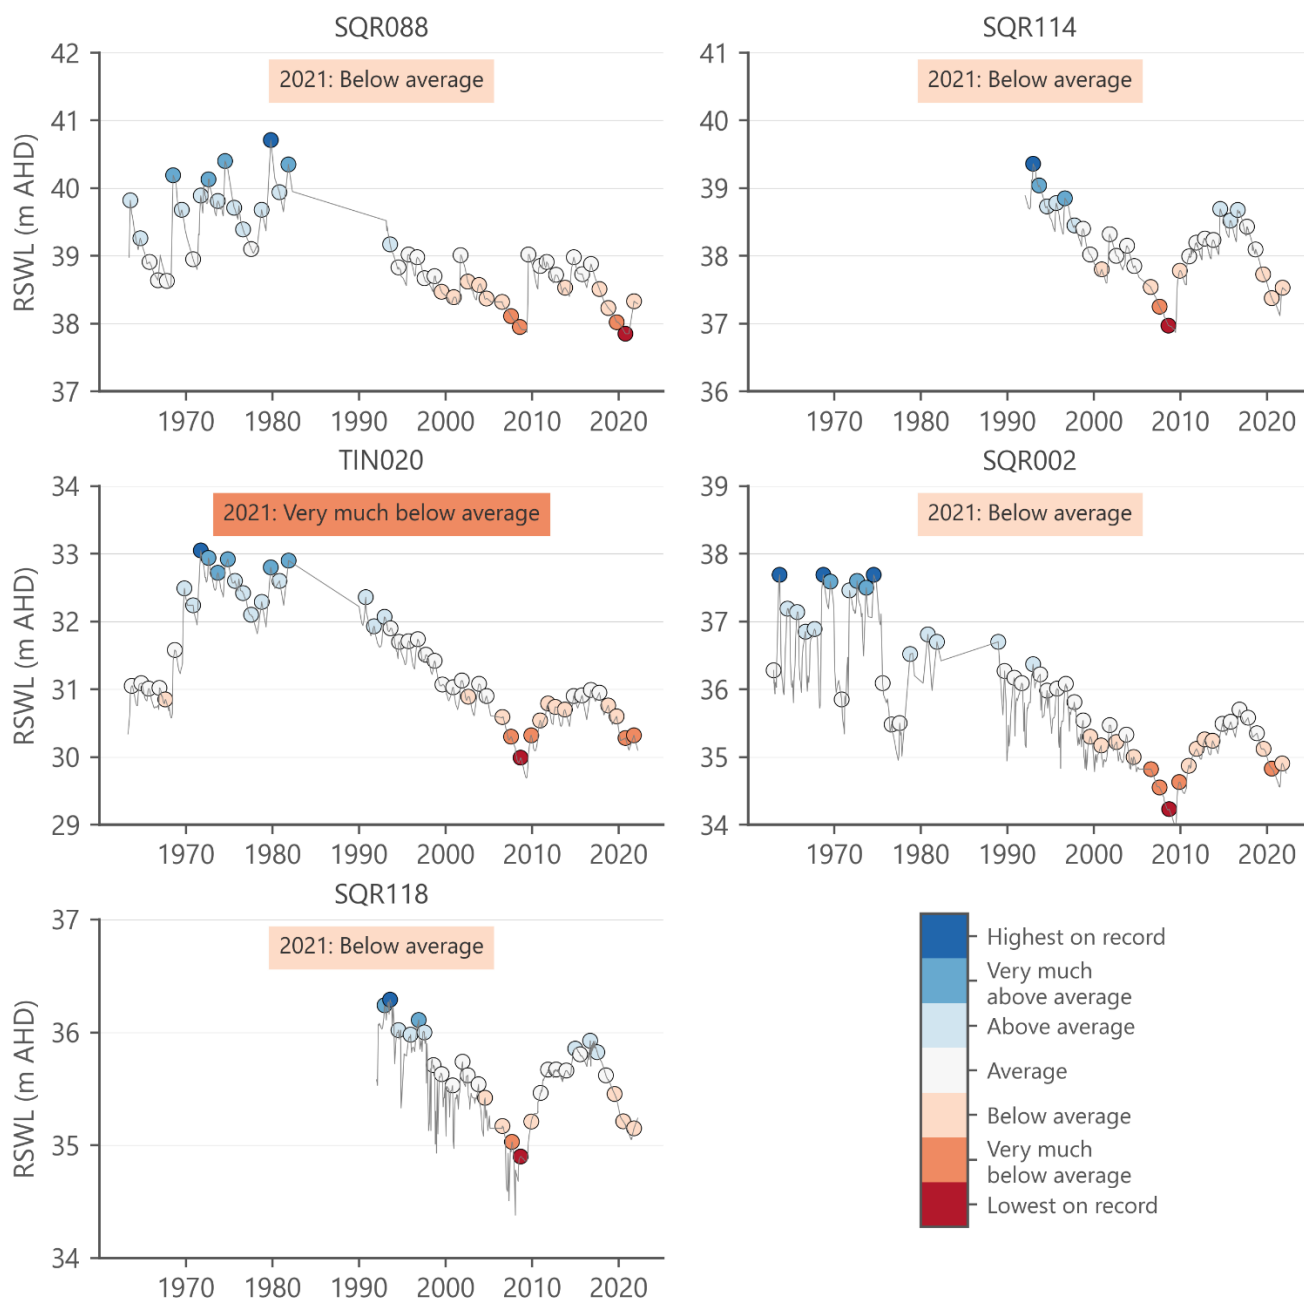 SQR088
2021: Below average
RSWL (m AHD)
42
41
40
39
38
37
1970 1980 1990 2000 2010 2020
SQR114
2021: Below average
41
40
39
38
37
36
1970 1980 1990 2000 2010 2020
TIN020
2021: Very much below average
RSWL (m AHD)
34
33
32
31
30
29
1970 1980 1990 2000 2010 2020
SQR002
2021: Below average
39
38
37
36
35
34
1970 1980 1990 2000 2010 2020
SQR118
2021: Below average
RSWL (m AHD)
37
36
35
34
1970 1980 1990 2000 2010 2020
Highest on record
Very much
above average
Above average
Average
Below average
Very much
below average
Lowest on record